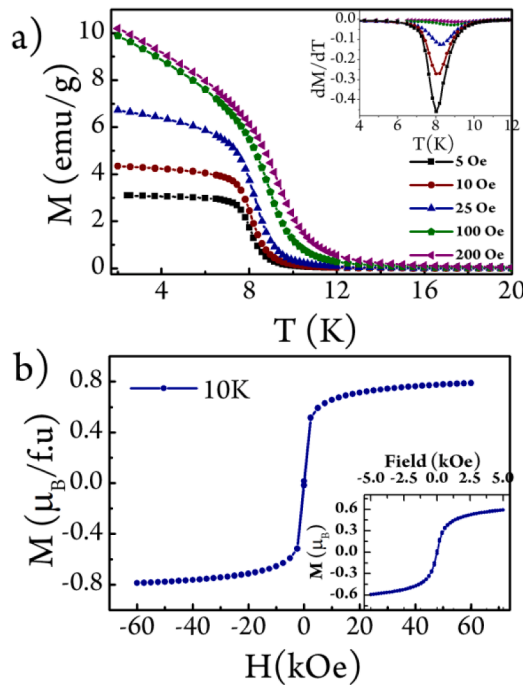 a)
M (emu/g)
10
8
6
4
2
0
4 8 12 16 20
T (K)
dM/dT
0.0
-0.1
-0.2
-0.3
-0.4
4 6 8 10 12
T(K)
5 Oe
10 Oe
25 Oe
100 Oe
200 Oe
b)
M (μB/f.u)
0.8
0.4
0.0
-0.4
-0.8
-60 -40 -20 0 20 40 60
H(kOe)
10K
Field (kOe)
-5.0 -2.5 0.0 2.5 5.0
M (μB)
0.6
0.3
0.0
-0.3
-0.6